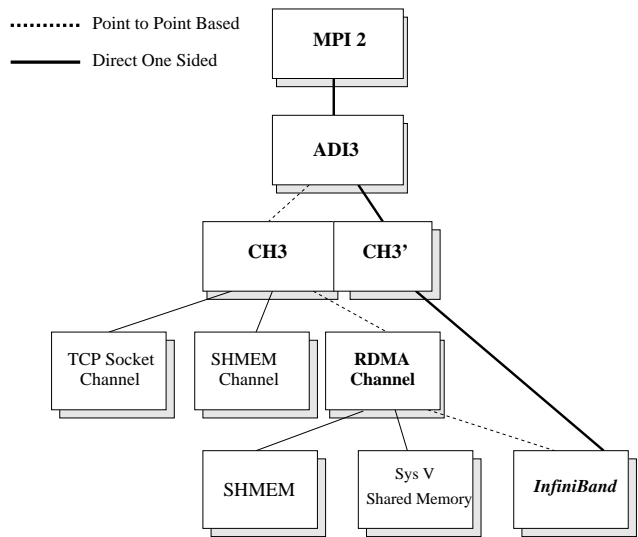 Point to Point Based
Direct One Sided
MPI 2
ADI3
CH3
CH3’
TCP Socket
Channel
SHMEM
Channel
RDMA
Channel
SHMEM
Sys V
Shared Memory
InfiniBand